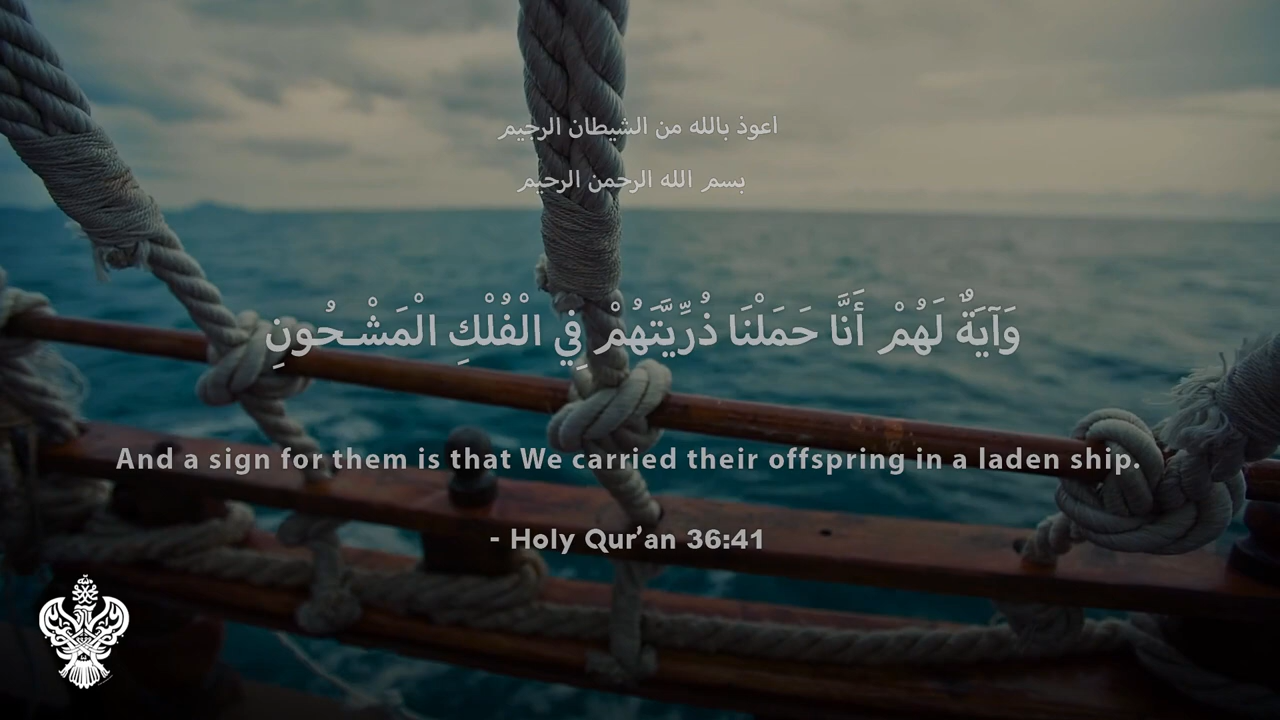 اعوذ بالله من الشيطان الرجيم
بسم الله الرحمن الرحيم
وَآيَةٌ لَهُمْ أَنَّا حَمَلْنَا ذُرِّيَّتَهُمْ فِي الْفُلْكِ الْمَشْحُونِ
And a sign for them is that We carried their offspring in a laden ship.
- Holy Qur’an 36:41